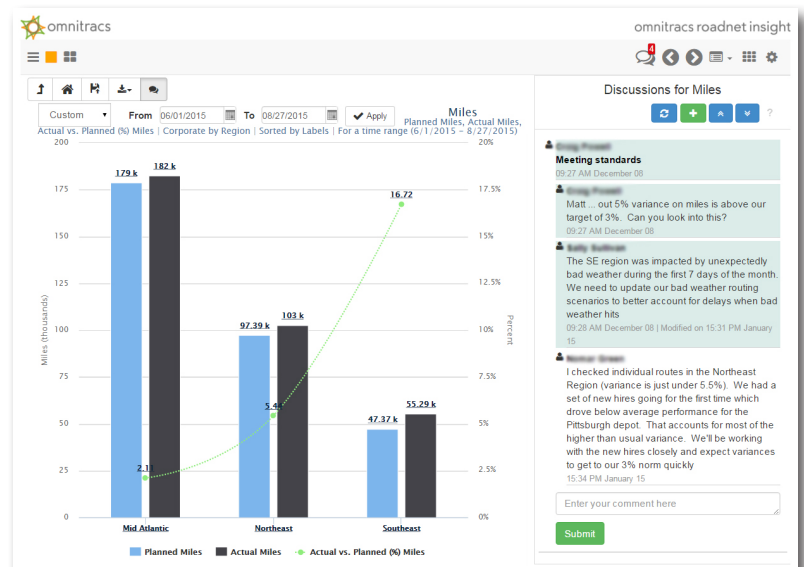 omnitracs
omnitracs roadnet insight
4
Custom
From 06/01/2015
To 08/27/2015
Apply
Miles
Planned Miles, Actual Miles,
Actual vs. Planned (%) Miles | Corporate by Region | Sorted by Labels | For a time range (6/1/2015 - 8/27/2015)
200
175
150
125
100
75
50
25
0
Miles (thousands)
179 k
182 k
97.39 k
103 k
47.37 k
55.29 k
2.11
16.72
20%
17.5%
15%
12.5%
10%
7.5%
5%
2.5%
0%
Percent
Mid Atlantic
Northeast
Southeast
Planned Miles
Actual Miles
Actual vs. Planned (%) Miles
Discussions for Miles
?
Meeting standards
09:27 AM December 08
Matt ... out 5% variance on miles is above our
target of 3%. Can you look into this?
09:27 AM December 08
The SE region was impacted by unexpectedly
bad weather during the first 7 days of the month.
We need to update our bad weather routing
scenarios to better account for delays when bad
weather hits
09:28 AM December 08 | Modified on 15:31 PM January
15
I checked individual routes in the Northeast
Region (variance is just under 5.5%). We had a
set of new hires going for the first time which
drove below average performance for the
Pittsburgh depot. That accounts for most of the
higher than usual variance. We'll be working
with the new hires closely and expect variances
to get to our 3% norm quickly
15:34 PM January 15
Enter your comment here
Submit